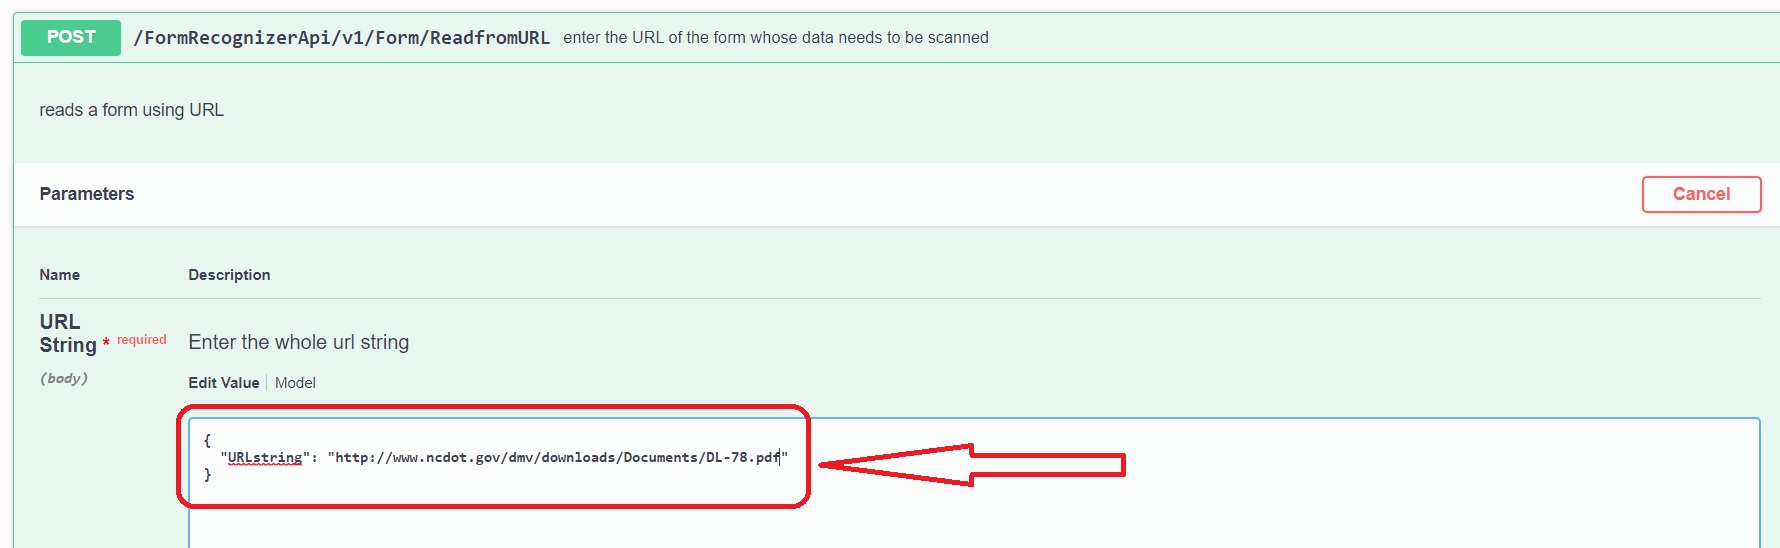 POST /FormRecognizerApi/v1/Form/ReadfromURL enter the URL of the form whose data needs to be scanned
reads a form using URL
Parameters Cancel
Name Description
URL
String * required Enter the whole url string
(body)
Edit Value Model
{
"URLstring": "http://www.ncdot.gov/dmv/downloads/Documents/DL-78.pdf"
}